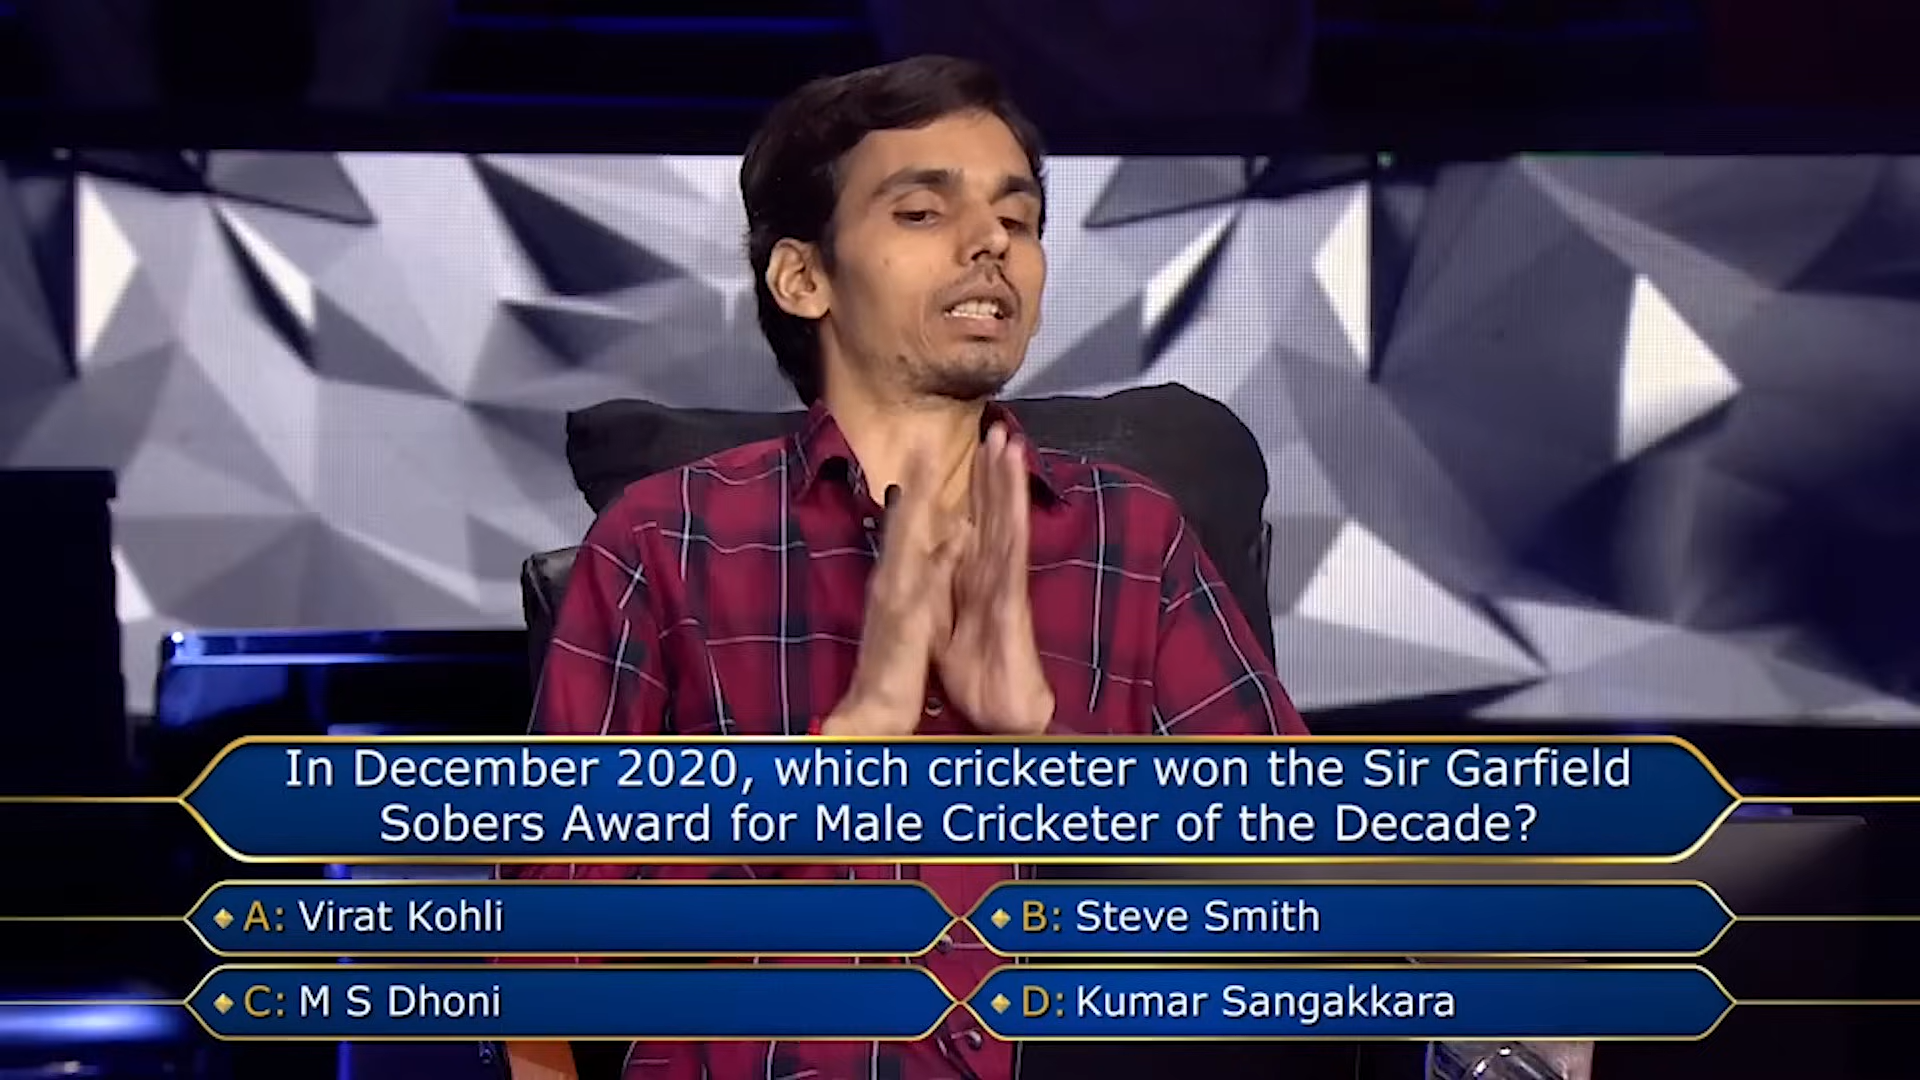 In December 2020, which cricketer won the Sir Garfield
Sobers Award for Male Cricketer of the Decade?
A: Virat Kohli
B: Steve Smith
C: M S Dhoni
D: Kumar Sangakkara